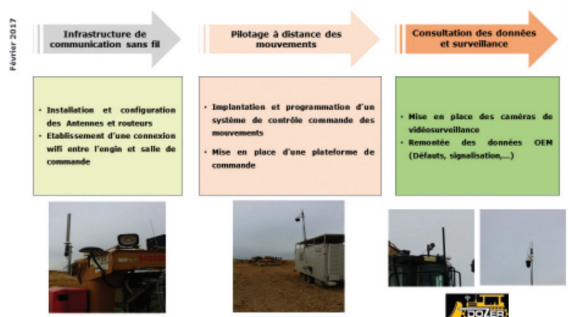 Février 2017
Infrastructure de
communication sans fil
Pilotage à distance des
mouvements
Consultation des données
et surveillance
• Installation et configuration
des Antennes et routeurs
• Etablissement d'une connexion
wifi entre l'engin et salle de
commande
• Implantation et programmation d'un
système de contrôle commande des
mouvements
• Mise en place d'une plateforme de
commande
• Mise en place des caméras de
vidéosurveillance
• Remontée des données OEM
(Défauts, signalisation,...)
DOZER